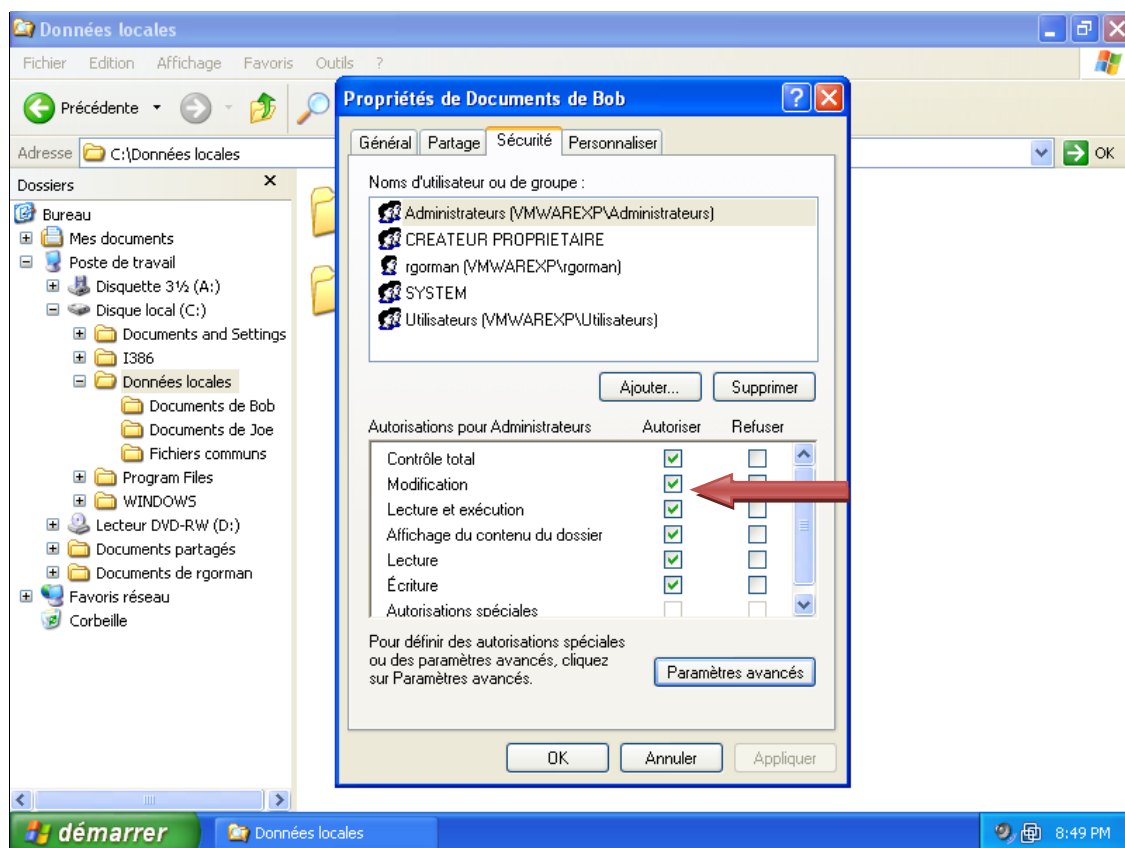 Données locales
Fichier Edition Affichage Favoris Outils ?
Précédente
Adresse C:\Données locales OK
Dossiers
Bureau
Mes documents
Poste de travail
Disquette 3½ (A:)
Disque local (C:)
Documents and Settings
I386
Données locales
Documents de Bob
Documents de Joe
Fichiers communs
Program Files
WINDOWS
Lecteur DVD-RW (D:)
Documents partagés
Documents de rgorman
Favoris réseau
Corbeille
Propriétés de Documents de Bob
Général Partage Sécurité Personnaliser
Noms d'utilisateur ou de groupe :
Administrateurs (VMWAREXP\Administrateurs)
CREATEUR PROPRIETAIRE
rgorman (VMWAREXP\rgorman)
SYSTEM
Utilisateurs (VMWAREXP\Utilisateurs)
Ajouter... Supprimer
Autorisations pour Administrateurs Autoriser Refuser
Contrôle total
Modification
Lecture et exécution
Affichage du contenu du dossier
Lecture
Écriture
Autorisations spéciales
Pour définir des autorisations spéciales
ou des paramètres avancés, cliquez
sur Paramètres avancés.
Paramètres avancés
OK Annuler Appliquer
démarrer Données locales 8:49 PM